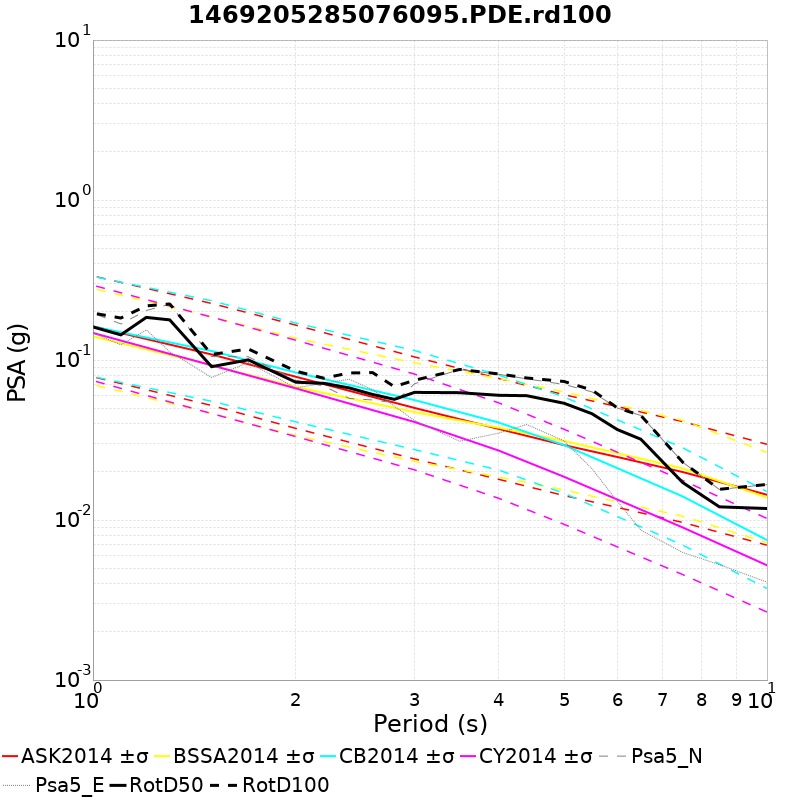 1469205285076095.PDE.rd100
10^1
10^0
10^-1
10^-2
10^-3
PSA (g)
10^0 2 3 4 5 6 7 8 9 10^1
Period (s)
ASK2014 ±σ BSSA2014 ±σ CB2014 ±σ CY2014 ±σ Psa5_N
Psa5_E RotD50 RotD100